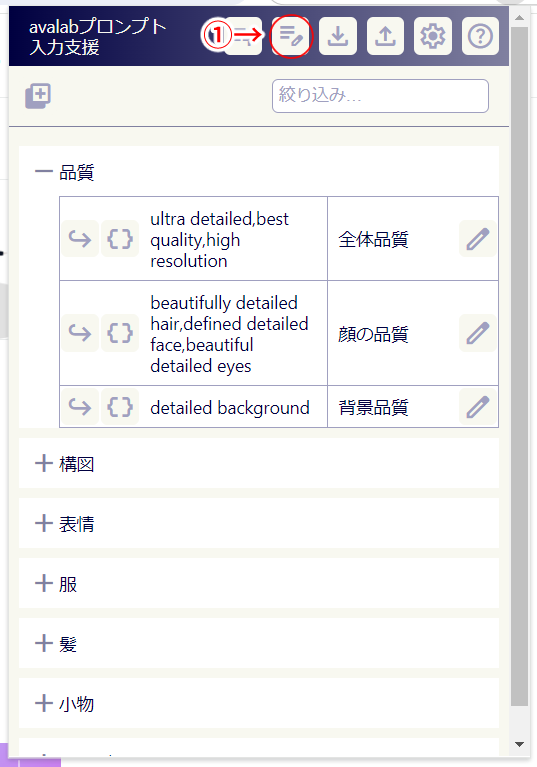 avalabプロンプト
入力支援
①
絞り込み...
品質
ultra detailed,best
quality,high
resolution
全体品質
beautifully detailed
hair,defined detailed
face,beautiful
detailed eyes
顔の品質
detailed background
背景品質
構図
表情
服
髪
小物